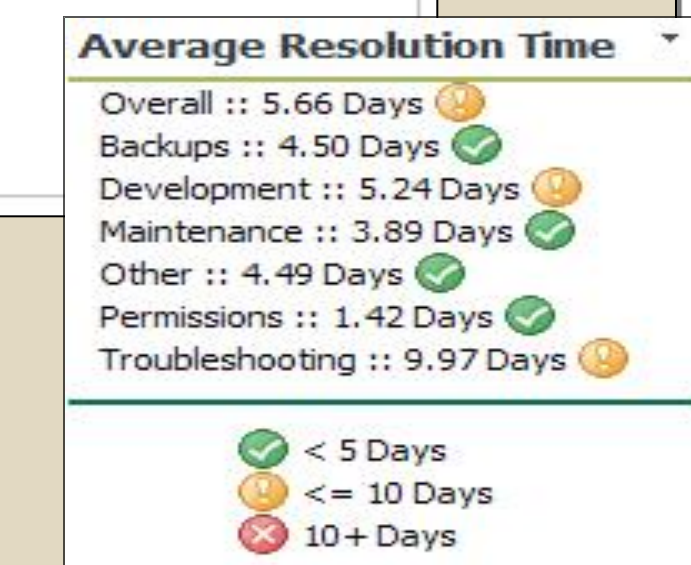 Average Resolution Time
Overall :: 5.66 Days
Backups :: 4.50 Days
Development :: 5.24 Days
Maintenance :: 3.89 Days
Other :: 4.49 Days
Permissions :: 1.42 Days
Troubleshooting :: 9.97 Days
< 5 Days
<= 10 Days
10+ Days